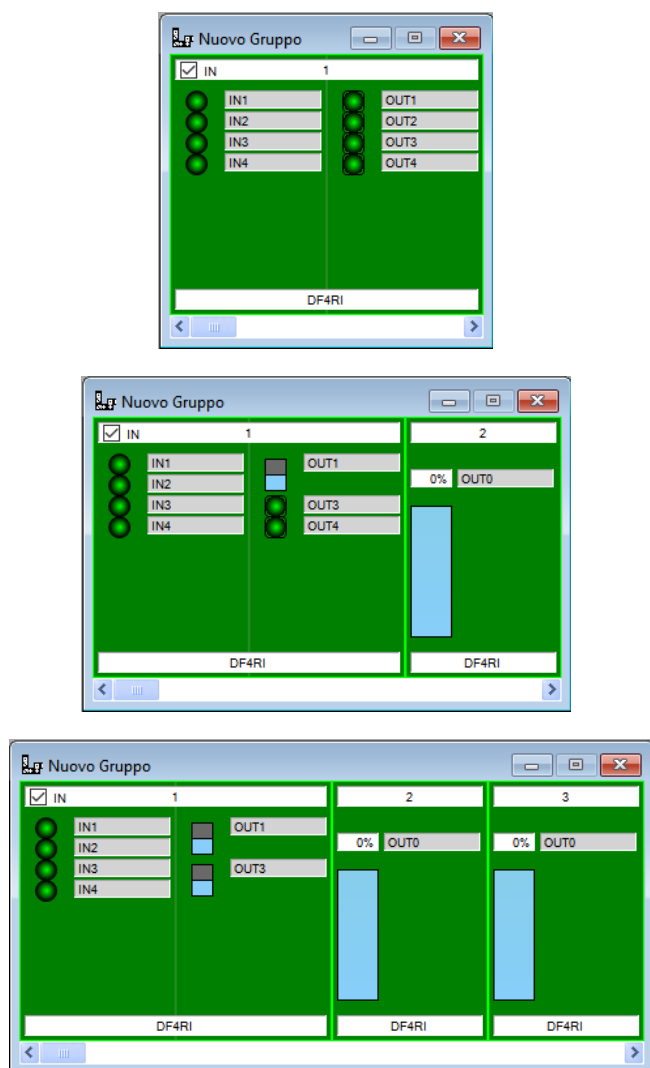 Nuovo Gruppo
IN 1
IN1 OUT1
IN2 OUT2
IN3 OUT3
IN4 OUT4
DF4RI
Nuovo Gruppo
IN 1 2
IN1 OUT1
IN2 0% OUT0
IN3 OUT3
IN4 OUT4
DF4RI DF4RI
Nuovo Gruppo
IN 1 2 3
IN1 OUT1
IN2 0% OUT0 0% OUT0
IN3 OUT3
IN4
DF4RI DF4RI DF4RI